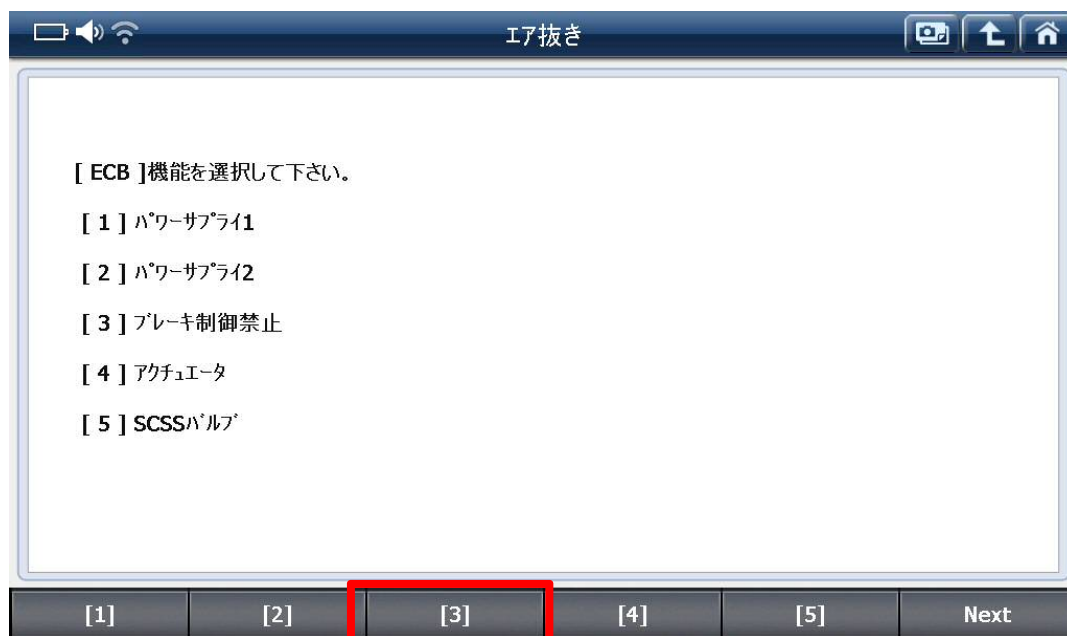 エア抜き
[ ECB ]機能を選択して下さい。
[ 1 ] ﾊﾟﾜｰｻﾌﾟﾗｲ1
[ 2 ] ﾊﾟﾜｰｻﾌﾟﾗｲ2
[ 3 ] ﾌﾞﾚｰｷ制御禁止
[ 4 ] ｱｸﾁｭｴｰﾀ
[ 5 ] SCSSﾊﾞﾙﾌﾞ
[1] [2] [3] [4] [5] Next